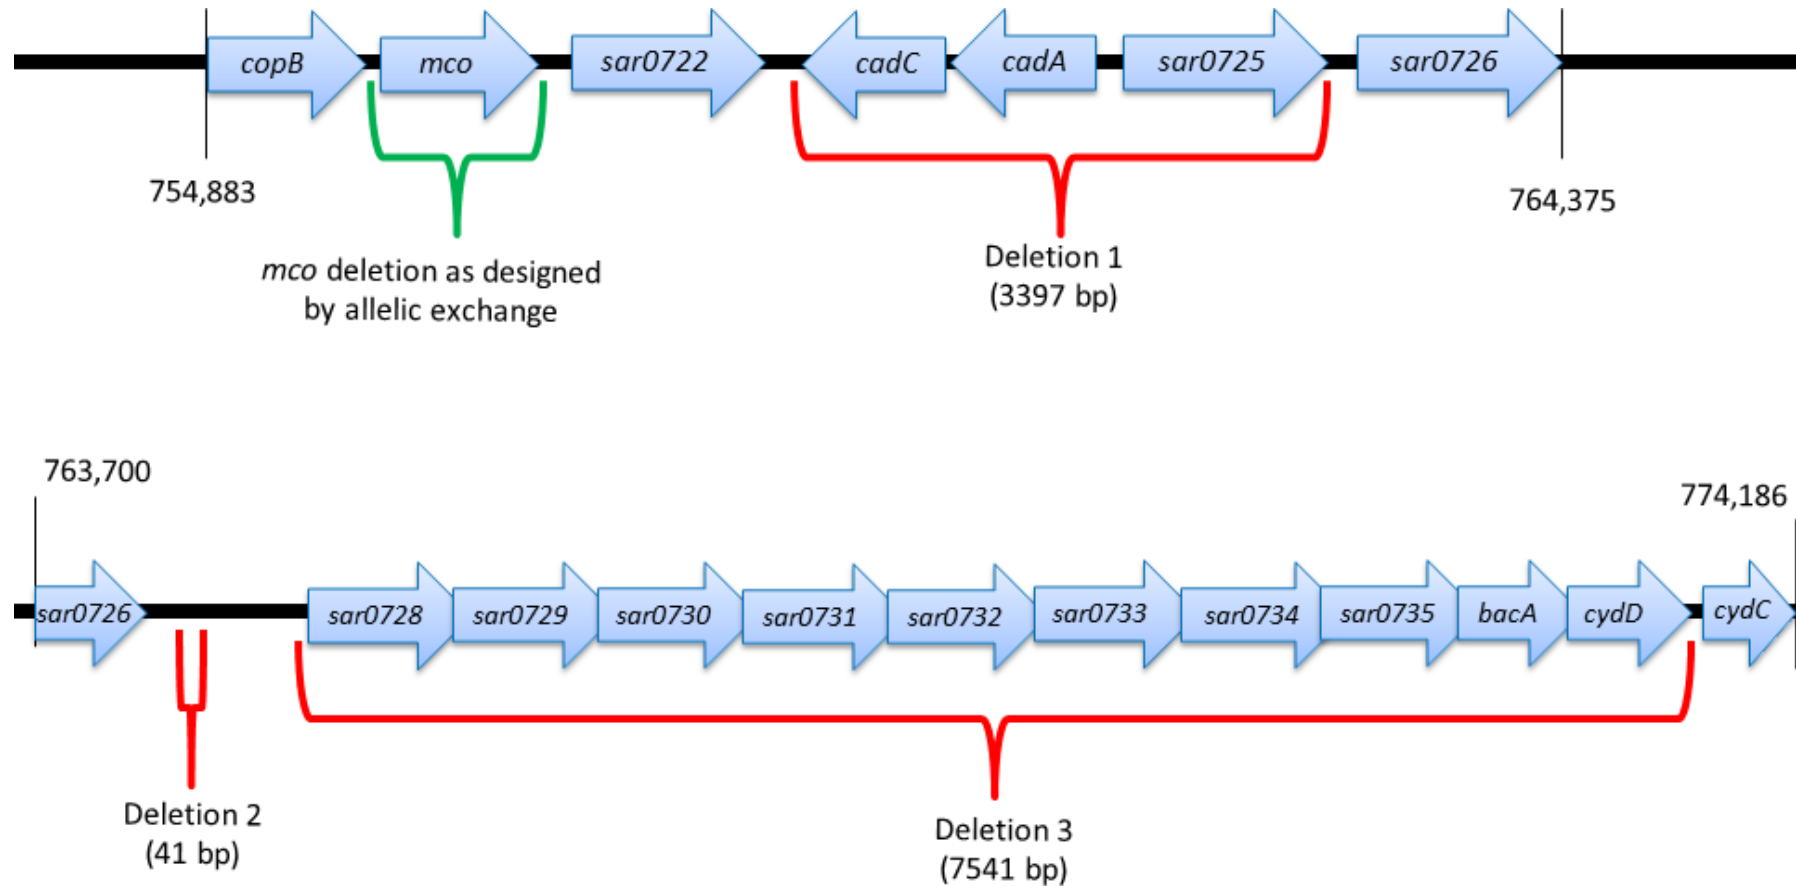 copB mco sar0722 cadC cadA sar0725 sar0726
754,883 764,375
mco deletion as designed
by allelic exchange
Deletion 1
(3397 bp)
763,700 774,186
sar0726 sar0728 sar0729 sar0730 sar0731 sar0732 sar0733 sar0734 sar0735 bacA cydD cydC
Deletion 2
(41 bp)
Deletion 3
(7541 bp)